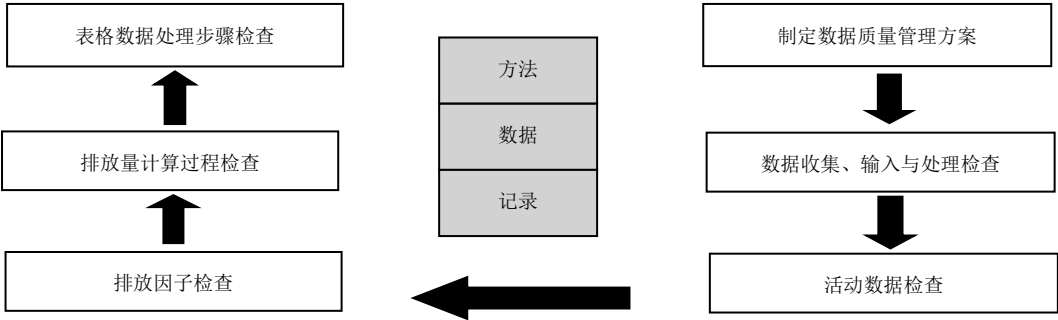 表格数据处理步骤检查
排放量计算过程检查
排放因子检查
方法
数据
记录
制定数据质量管理方案
数据收集、输入与处理检查
活动数据检查